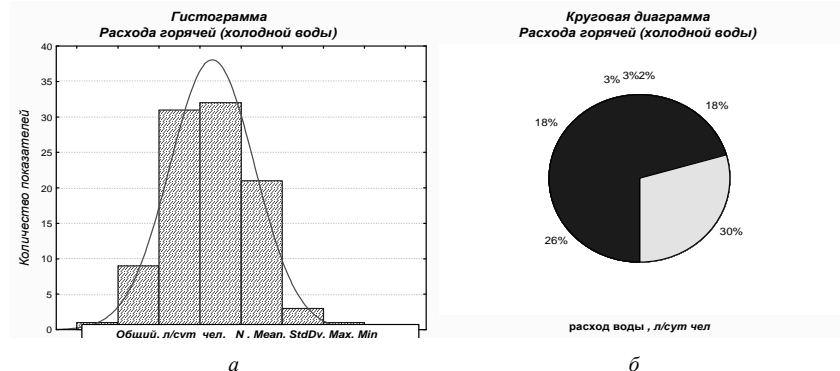 Гистограмма
Расхода горячей (холодной воды)
40
35
30
25
20
15
10
5
0
Количество показателей
Общий, л/сут чел, N , Mean, StdDv, Max, Min
а
Круговая диаграмма
Расхода горячей (холодной воды)
3% 3%2%
18%
18%
26%
30%
расход воды , л/сут чел
б